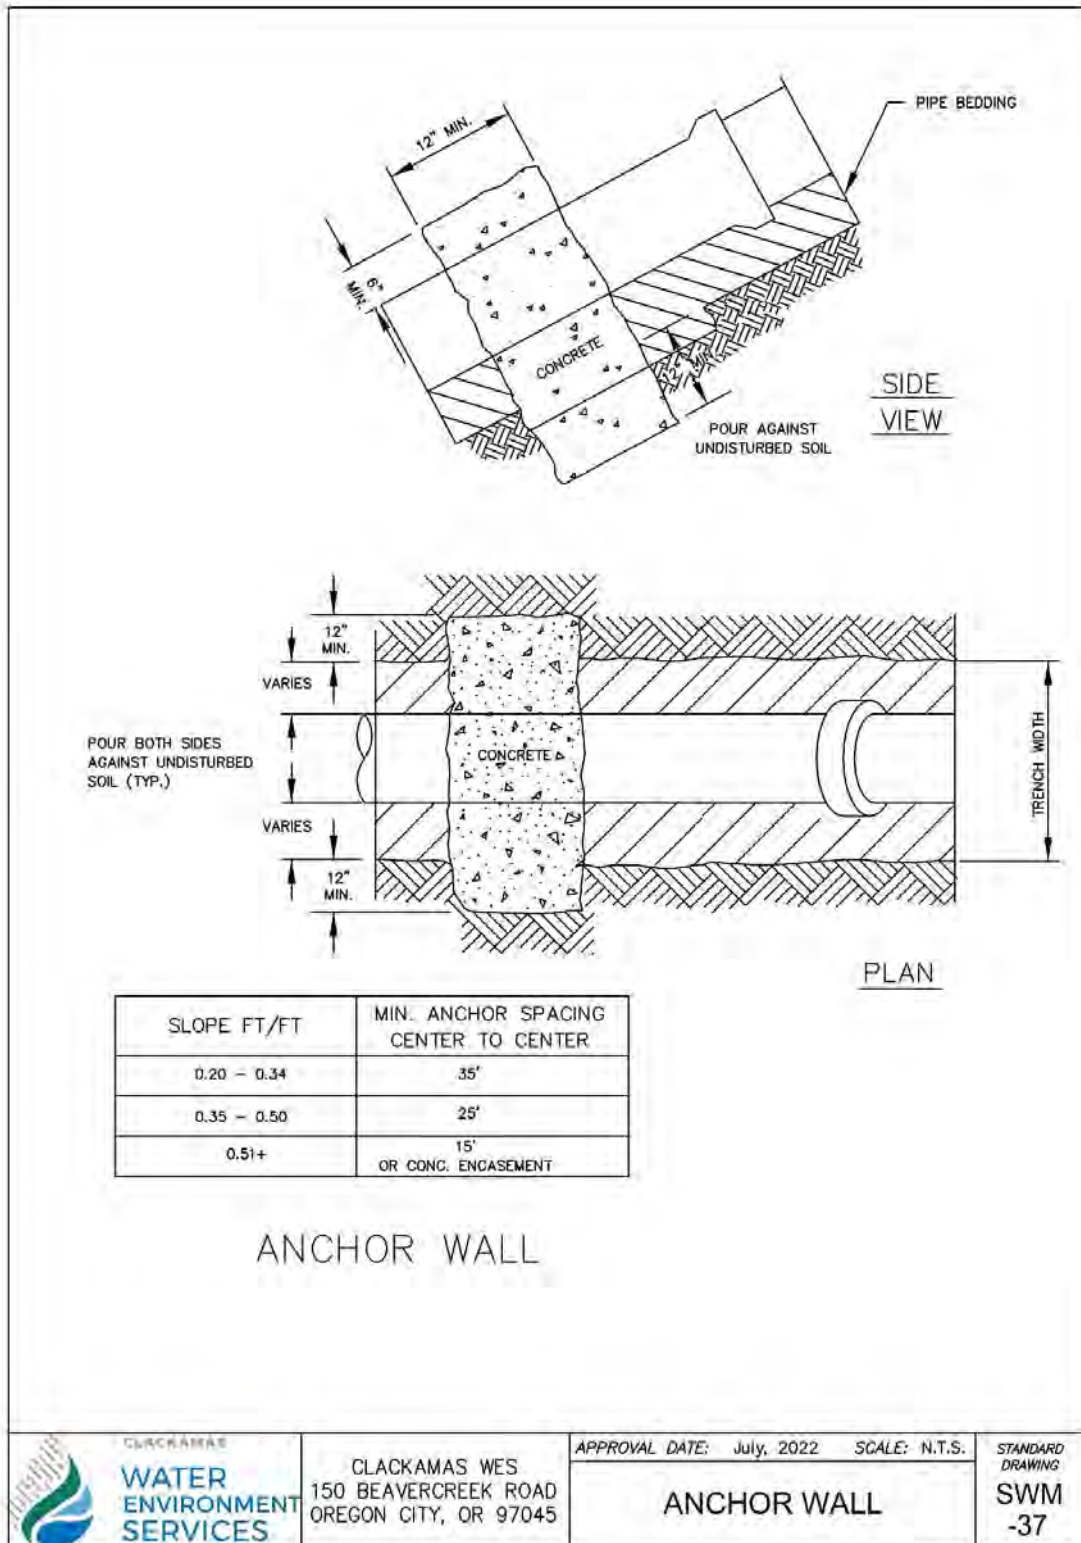 PIPE BEDDING
12" MIN.
6"
MIN.
CONCRETE
12" MIN.
POUR AGAINST
UNDISTURBED SOIL
SIDE
VIEW
12"
MIN.
VARIES
POUR BOTH SIDES
AGAINST UNDISTURBED
SOIL (TYP.)
CONCRETE
TRENCH WIDTH
VARIES
12"
MIN.
PLAN
SLOPE FT/FT
MIN. ANCHOR SPACING
CENTER TO CENTER
0.20 – 0.34
35'
0.35 – 0.50
25'
0.51+
15'
OR CONC. ENCASEMENT
ANCHOR WALL
CLACKAMAS
WATER
ENVIRONMENT
SERVICES
CLACKAMAS WES
150 BEAVERCREEK ROAD
OREGON CITY, OR 97045
APPROVAL DATE: July, 2022 SCALE: N.T.S.
ANCHOR WALL
STANDARD
DRAWING
SWM
-37